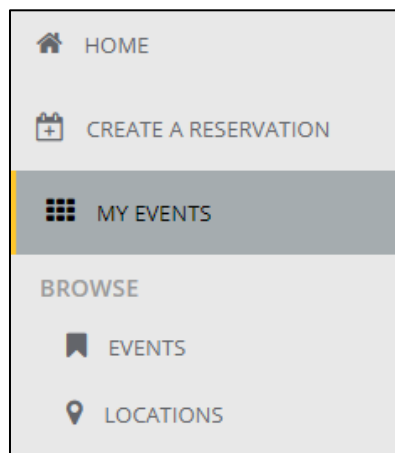 HOME
CREATE A RESERVATION
MY EVENTS
BROWSE
EVENTS
LOCATIONS